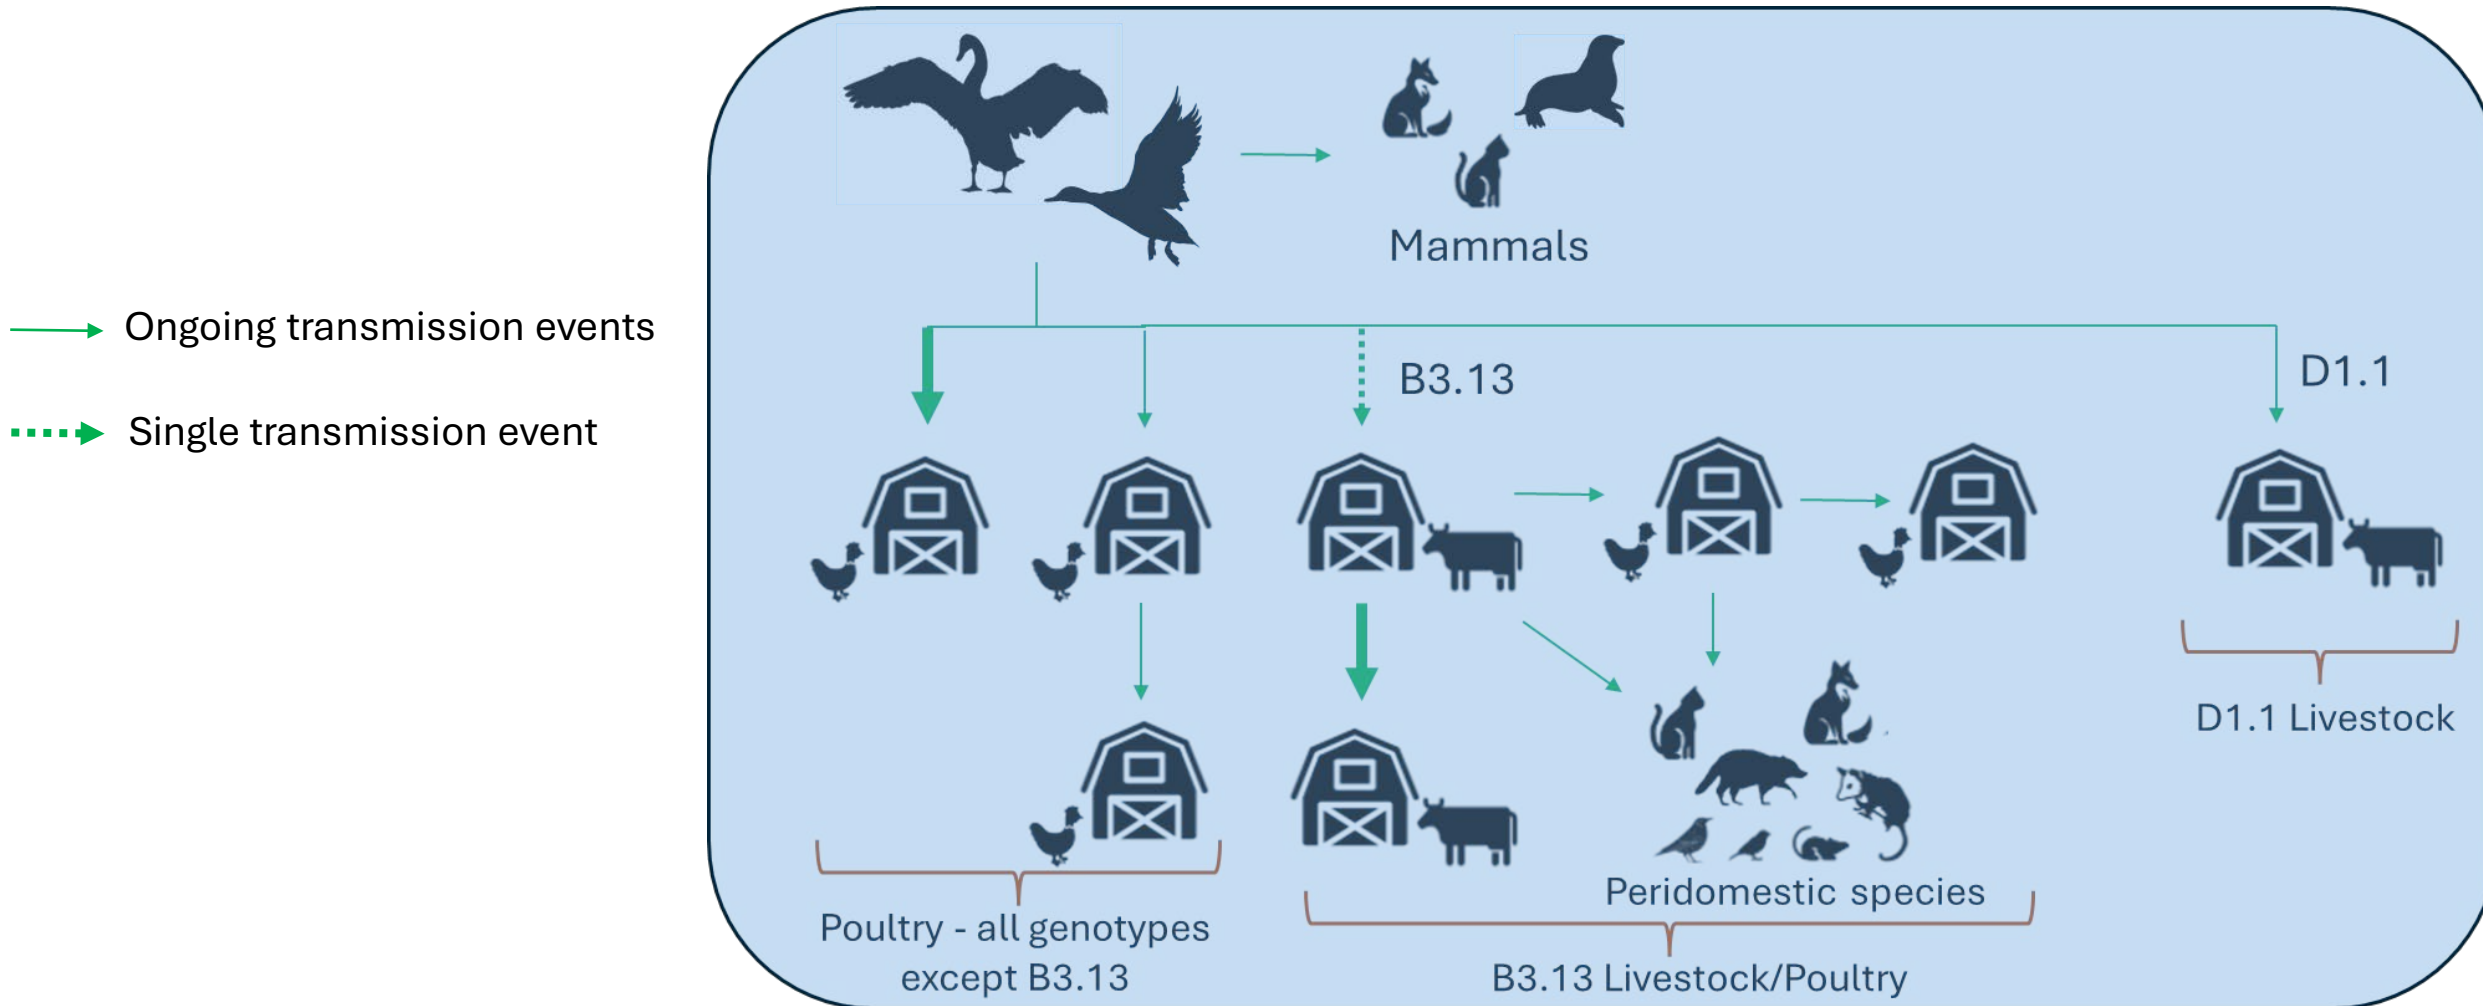 Mammals
Ongoing transmission events
Single transmission event
B3.13
D1.1
D1.1 Livestock
Peridomestic species
Poultry - all genotypes
except B3.13
B3.13 Livestock/Poultry